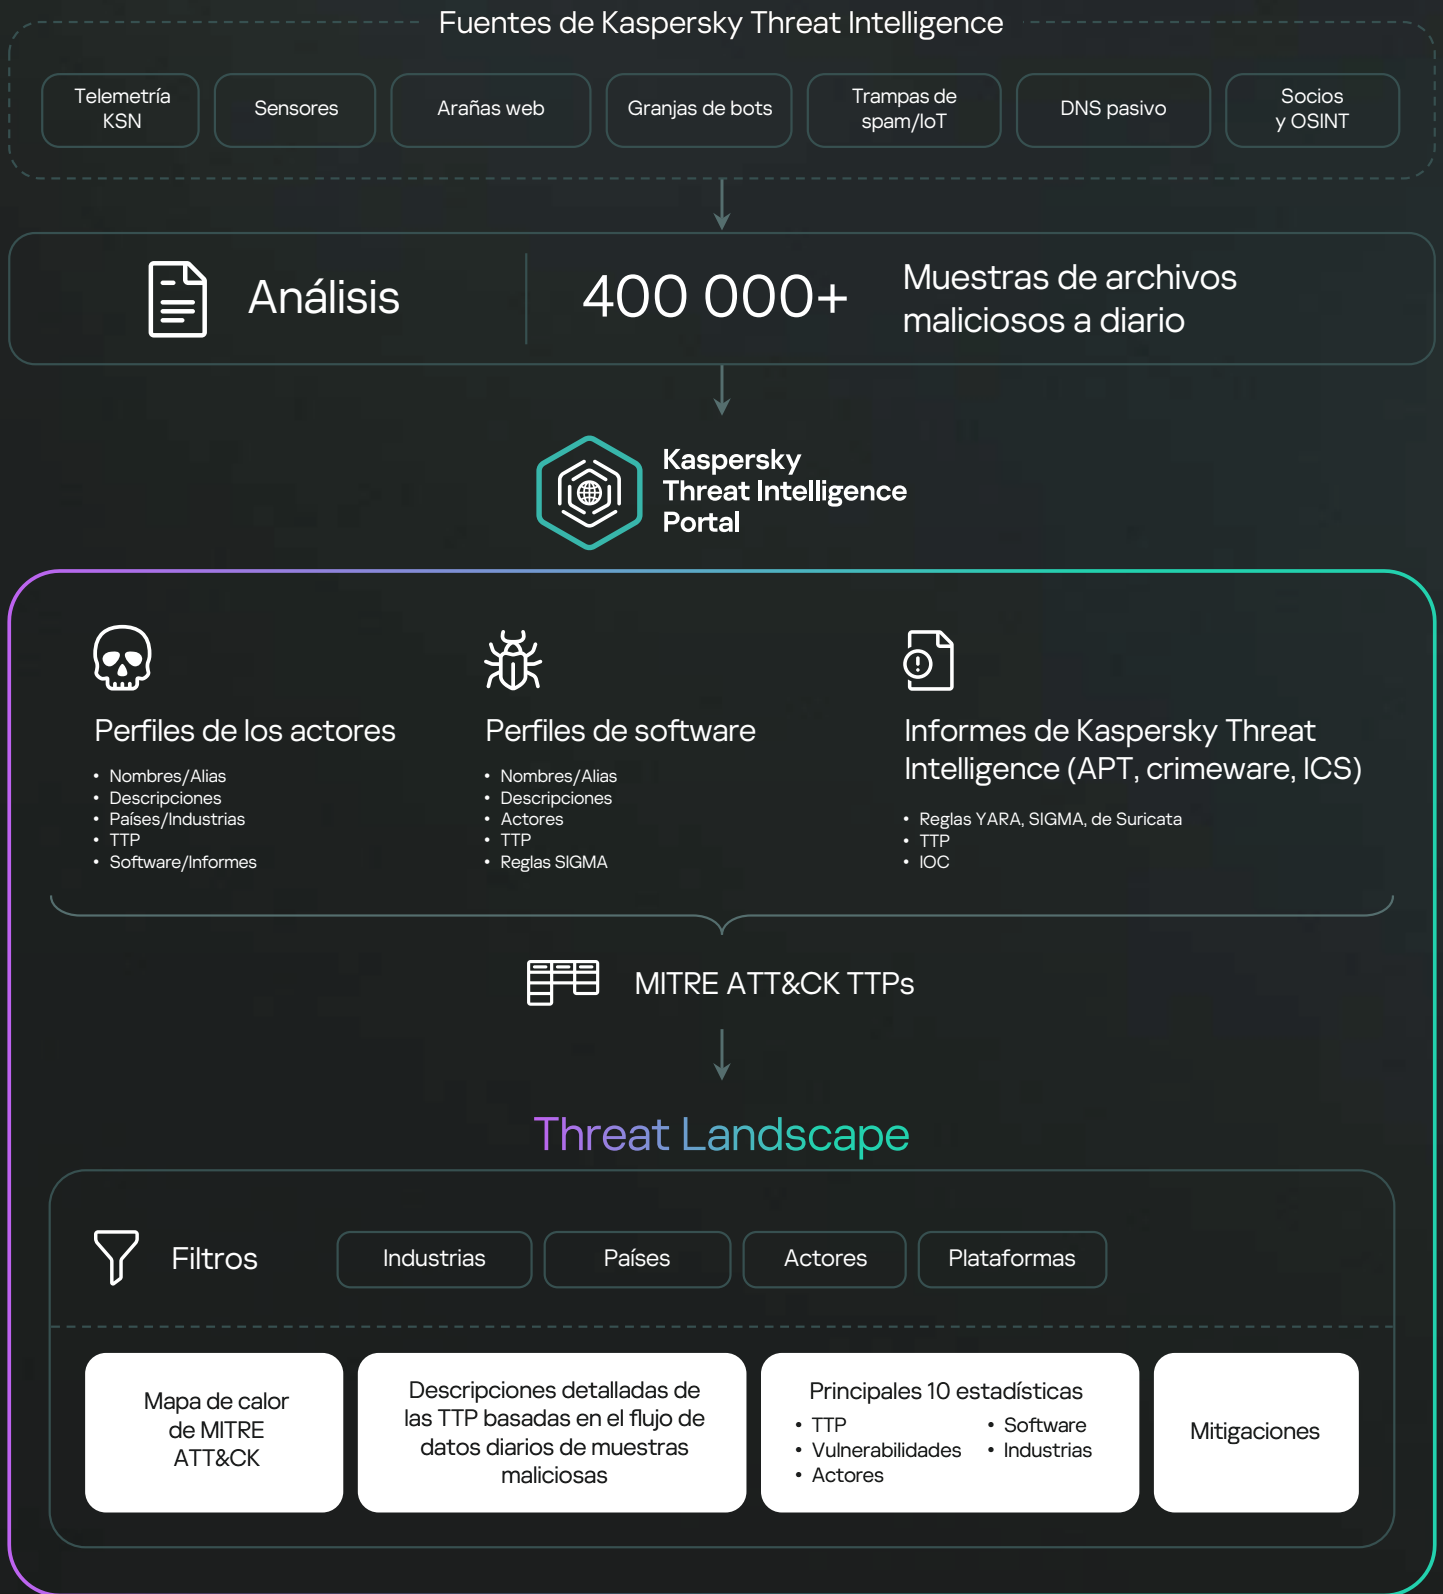 Fuentes de Kaspersky Threat Intelligence
Telemetría
KSN
Sensores
Arañas web
Granjas de bots
Trampas de
spam/IoT
DNS pasivo
Socios
y OSINT
Análisis
400 000+
Muestras de archivos
maliciosos a diario
Kaspersky
Threat Intelligence
Portal
Perfiles de los actores
• Nombres/Alias
• Descripciones
• Países/Industrias
• TTP
• Software/Informes
Perfiles de software
• Nombres/Alias
• Descripciones
• Actores
• TTP
• Reglas SIGMA
Informes de Kaspersky Threat
Intelligence (APT, crimeware, ICS)
• Reglas YARA, SIGMA, de Suricata
• TTP
• IOC
MITRE ATT&CK TTPs
Threat Landscape
Filtros
Industrias
Países
Actores
Plataformas
Mapa de calor
de MITRE
ATT&CK
Descripciones detalladas de
las TTP basadas en el flujo de
datos diarios de muestras
maliciosas
Principales 10 estadísticas
• TTP
• Vulnerabilidades
• Actores
• Software
• Industrias
Mitigaciones